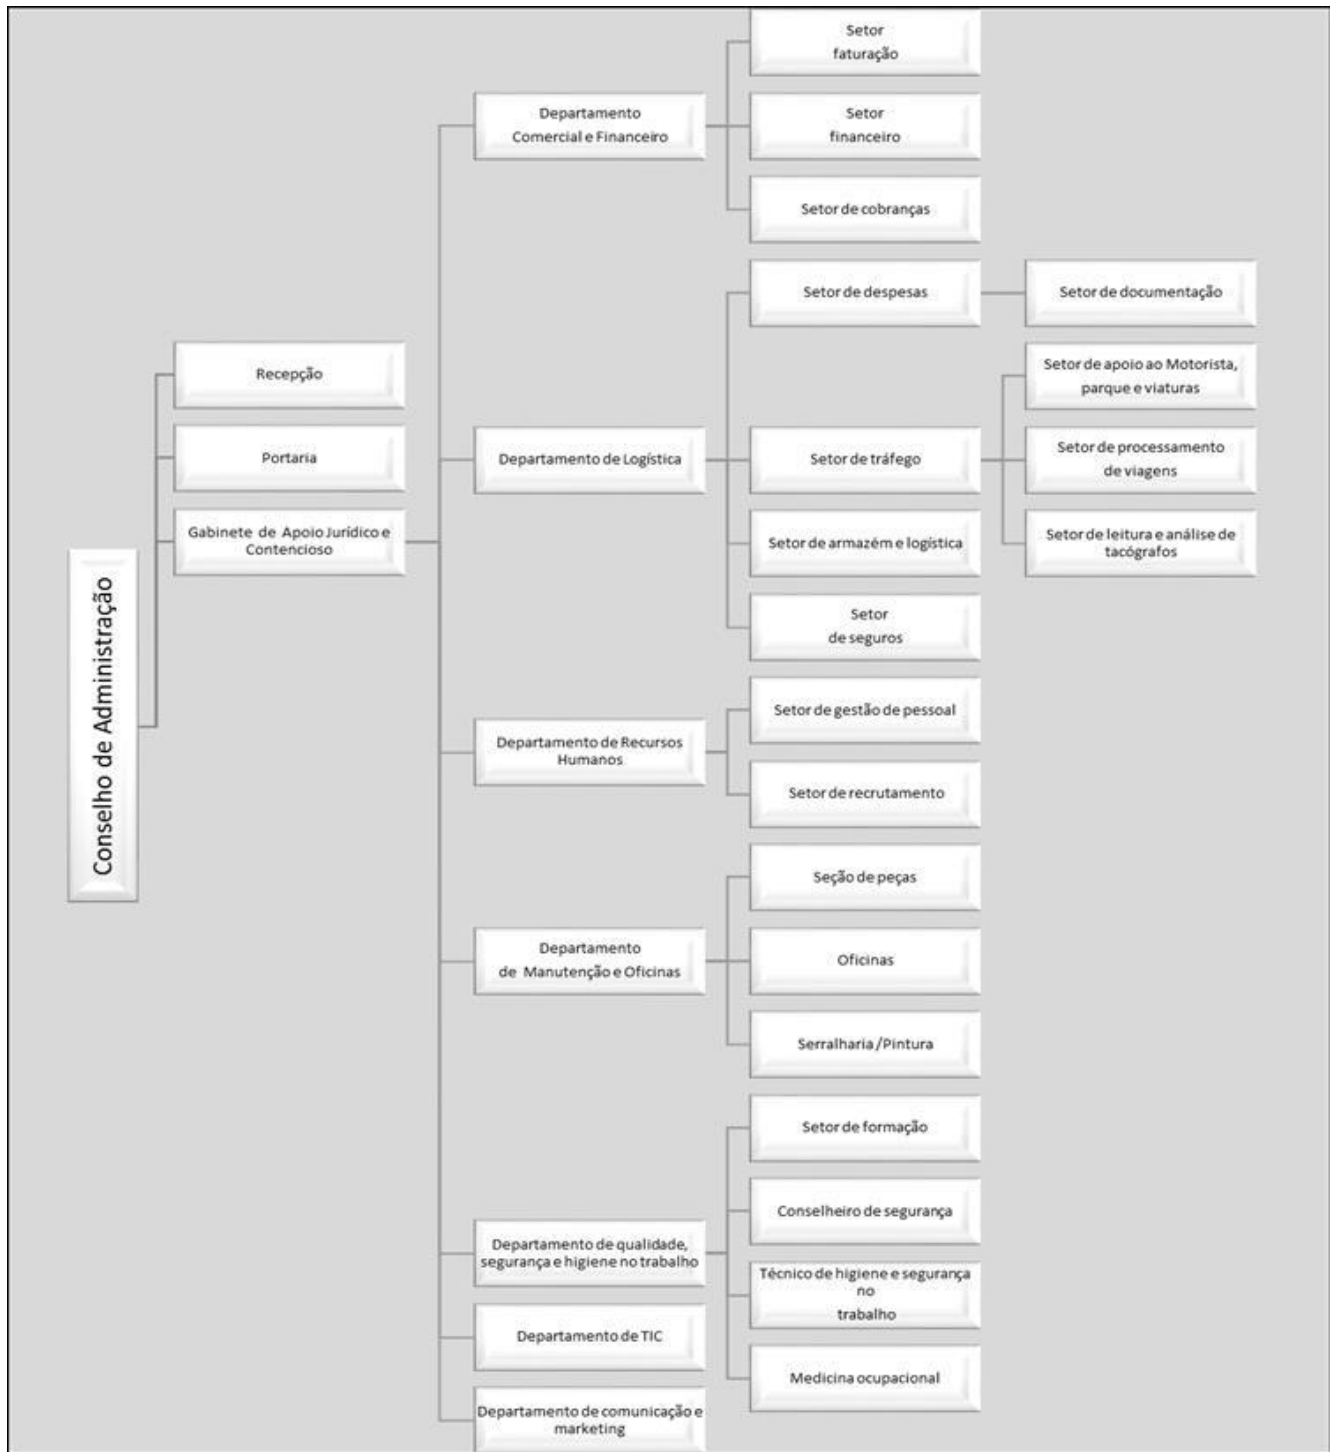 Conselho de Administração
Recepção
Portaria
Gabinete de Apoio Jurídico e
Contencioso
Departamento
Comercial e Financeiro
Setor
faturação
Setor
financeiro
Setor de cobranças
Departamento de Logística
Setor de despesas
Setor de documentação
Setor de tráfego
Setor de apoio ao Motorista,
parque e viaturas
Setor de processamento
de viagens
Setor de leitura e análise de
tacógrafos
Setor de armazém e logística
Setor
de seguros
Departamento de Recursos
Humanos
Setor de gestão de pessoal
Setor de recrutamento
Departamento
de Manutenção e Oficinas
Seção de peças
Oficinas
Serralharia /Pintura
Departamento de qualidade,
segurança e higiene no trabalho
Setor de formação
Conselheiro de segurança
Técnico de higiene e segurança
no
trabalho
Medicina ocupacional
Departamento de TIC
Departamento de comunicação e
marketing